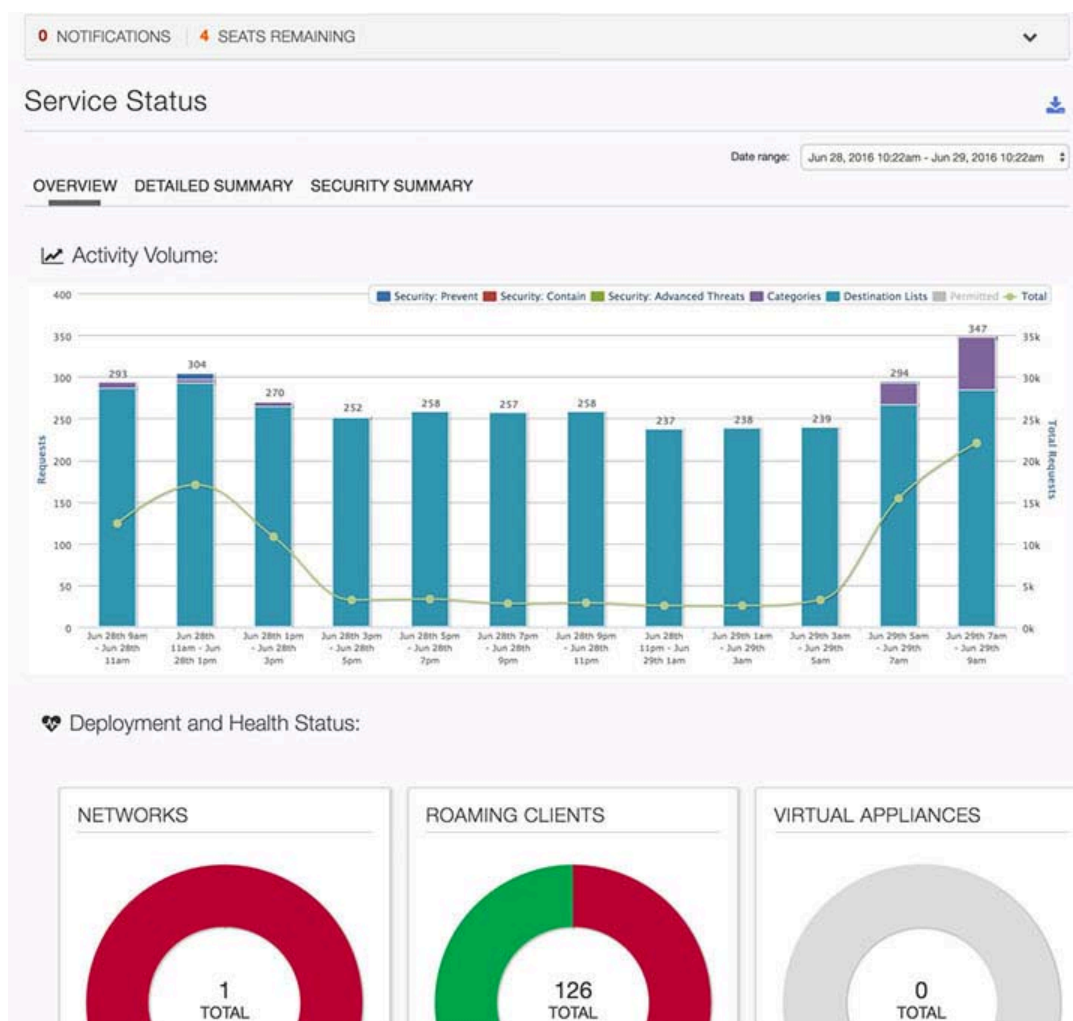 0 NOTIFICATIONS 4 SEATS REMAINING
Service Status
Date range: Jun 28, 2016 10:22am - Jun 29, 2016 10:22am
OVERVIEW DETAILED SUMMARY SECURITY SUMMARY
Activity Volume:
Security: Prevent Security: Contain Security: Advanced Threats Categories Destination Lists Permitted Total
400
350
300
250
200
150
100
50
0
Requests
293
304
270
252
258
257
258
237
238
239
294
347
35k
30k
25k
20k
15k
10k
5k
0k
Total Requests
Jun 28th 9am
- Jun 28th
11am
Jun 28th
11am - Jun
28th 1pm
Jun 28th 1pm
- Jun 28th
3pm
Jun 28th 3pm
- Jun 28th
5pm
Jun 28th 5pm
- Jun 28th
7pm
Jun 28th 7pm
- Jun 28th
9pm
Jun 28th 9pm
- Jun 28th
11pm
Jun 28th
11pm - Jun
29th 1am
Jun 29th 1am
- Jun 29th
3am
Jun 29th 3am
- Jun 29th
5am
Jun 29th 5am
- Jun 29th
7am
Jun 29th 7am
- Jun 29th
9am
Deployment and Health Status:
NETWORKS
1
TOTAL
ROAMING CLIENTS
126
TOTAL
VIRTUAL APPLIANCES
0
TOTAL